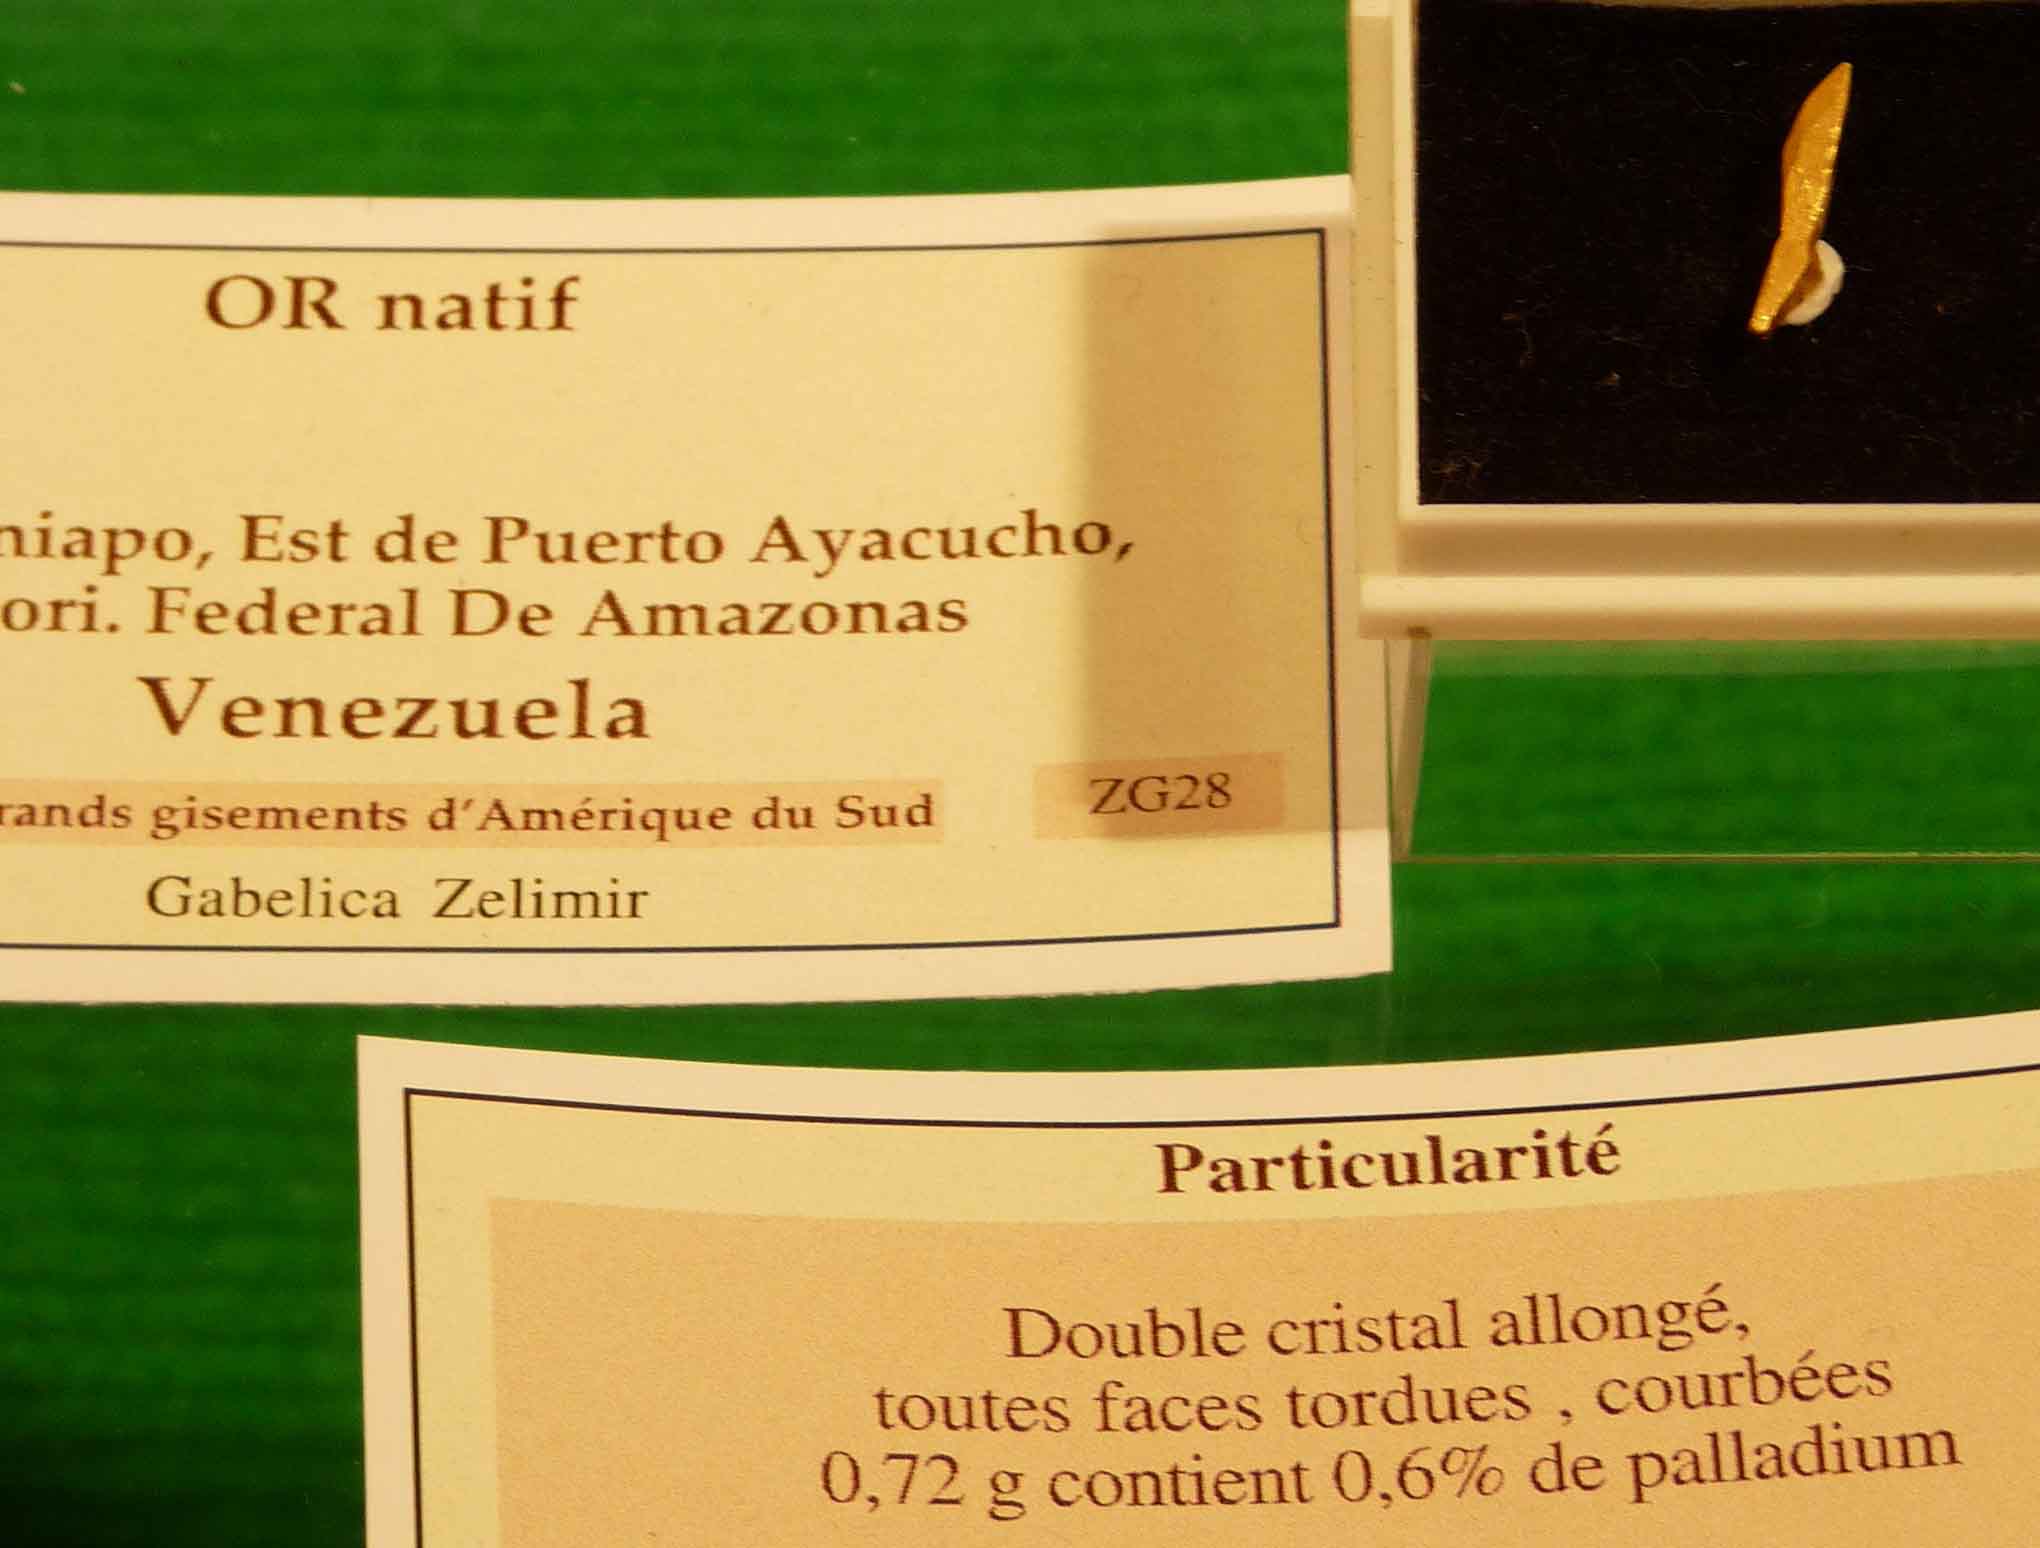 OR natif
niapo, Est de Puerto Ayacucho,
ori. Federal De Amazonas
Venezuela
rands gisements d'Amérique du Sud
ZG28
Gabelica Zelimir
Particularité
Double cristal allongé,
toutes faces tordues , courbées
0,72 g contient 0,6% de palladium